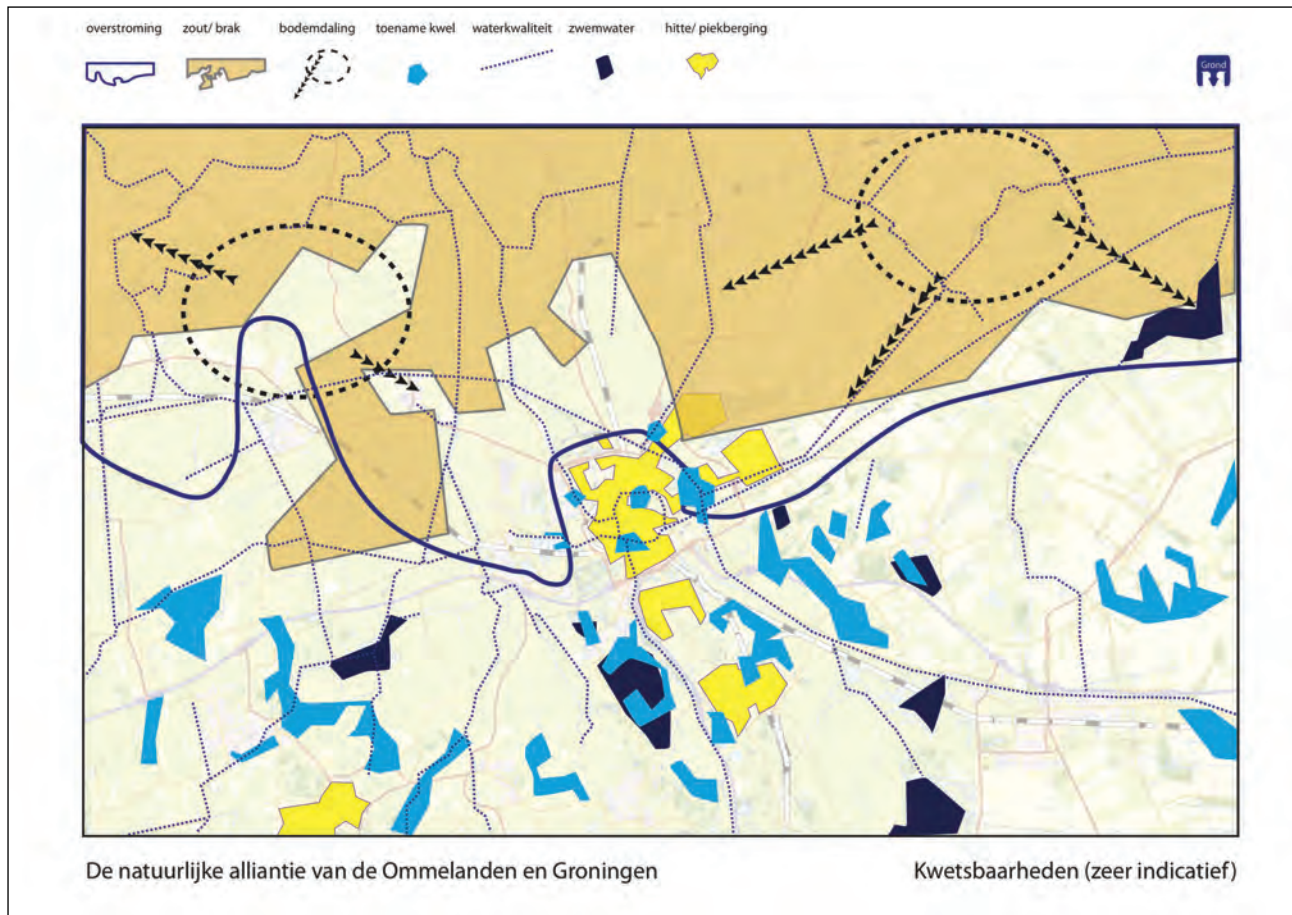 overstroming zout/ brak bodemdaling toename kwel waterkwaliteit zwemwater hitte/ piekberging
Grond
De natuurlijke alliantie van de Ommelanden en Groningen
Kwetsbaarheden (zeer indicatief)